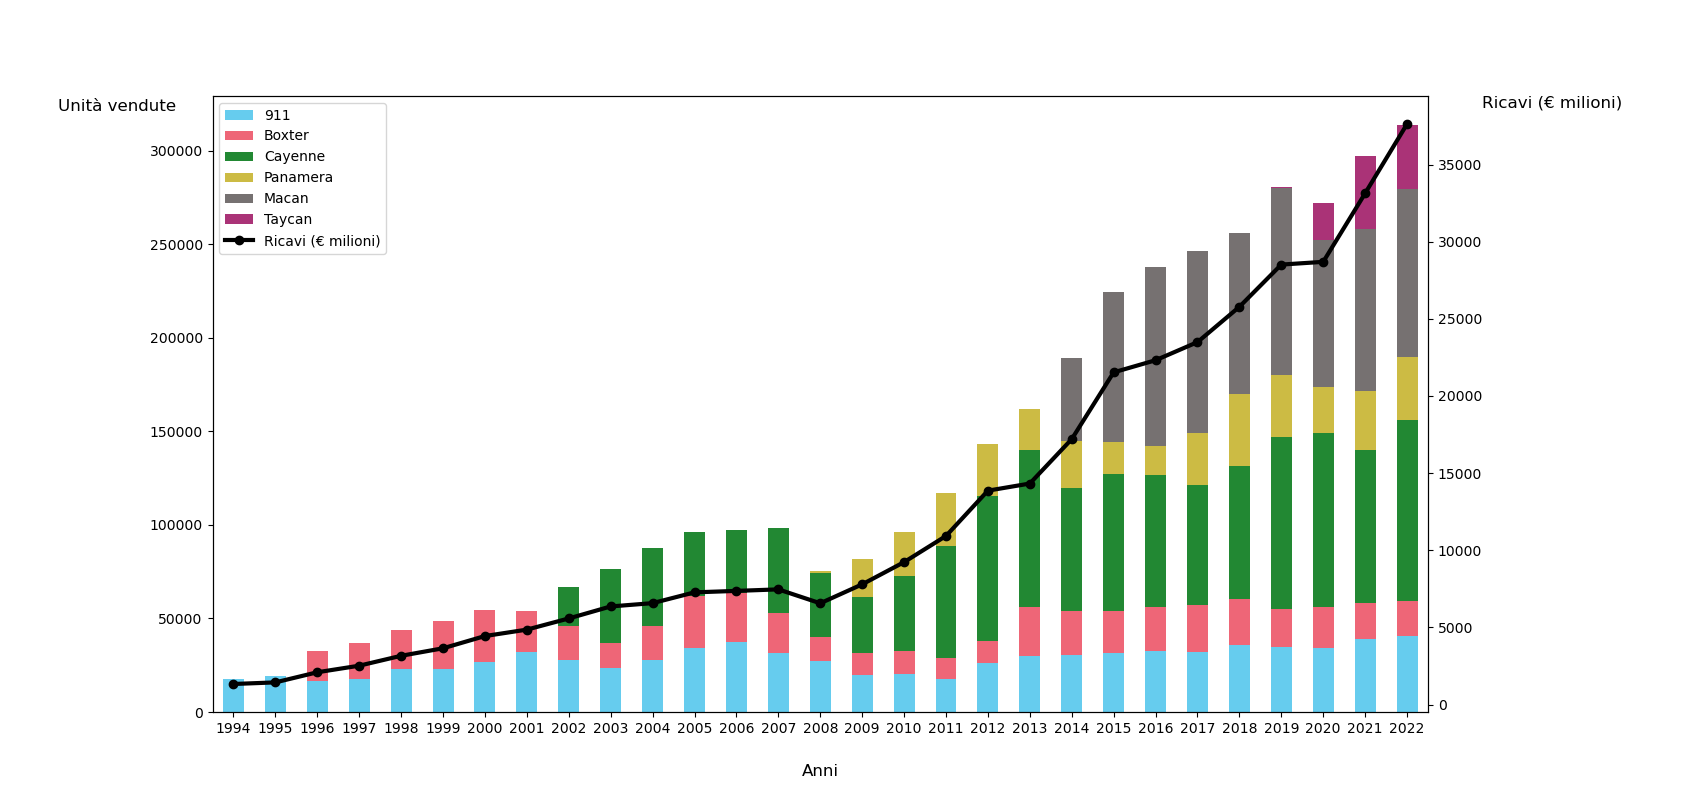 Unità vendute
Ricavi (€ milioni)
911
Boxter
Cayenne
Panamera
Macan
Taycan
Ricavi (€ milioni)
300000
250000
200000
150000
100000
50000
0
35000
30000
25000
20000
15000
10000
5000
0
1994 1995 1996 1997 1998 1999 2000 2001 2002 2003 2004 2005 2006 2007 2008 2009 2010 2011 2012 2013 2014 2015 2016 2017 2018 2019 2020 2021 2022
Anni